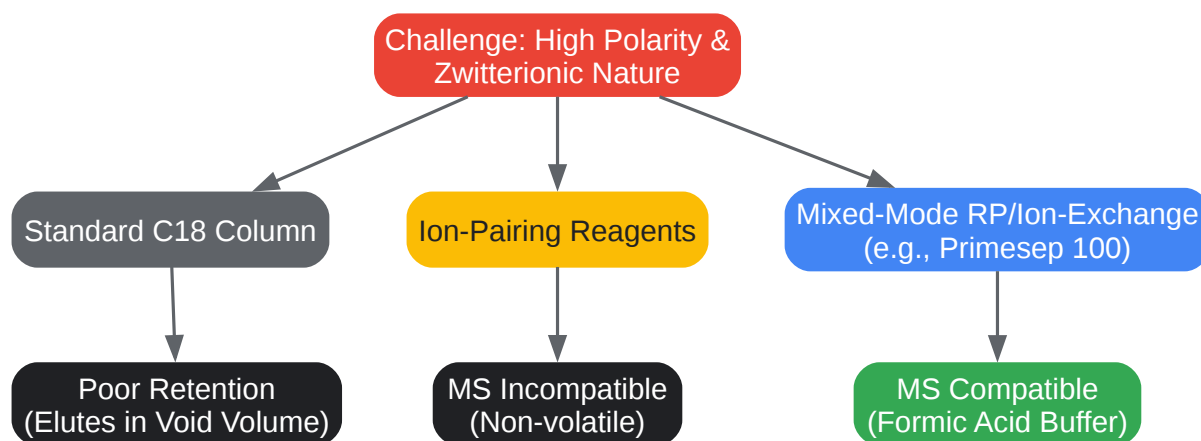 Challenge: High Polarity &
Zwitterionic Nature
Standard C18 Column
Ion-Pairing Reagents
Mixed-Mode RP/Ion-Exchange
(e.g., Primesep 100)
Poor Retention
(Elutes in Void Volume)
MS Incompatible
(Non-volatile)
MS Compatible
(Formic Acid Buffer)